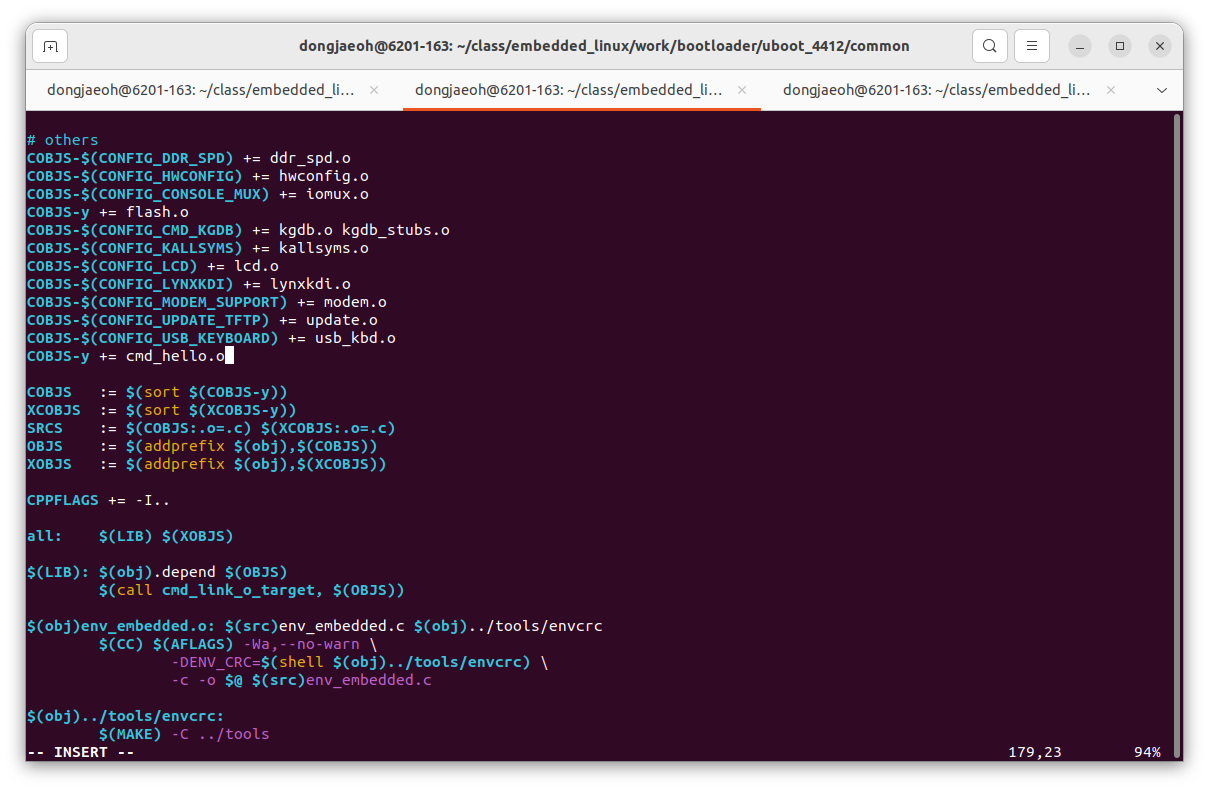 dongjaeoh@6201-163: ~/class/embedded_linux/work/bootloader/uboot_4412/common
dongjaeoh@6201-163: ~/class/embedded_li... × dongjaeoh@6201-163: ~/class/embedded_li... × dongjaeoh@6201-163: ~/class/embedded_li... ×
# others
COBJS-$(CONFIG_DDR_SPD) += ddr_spd.o
COBJS-$(CONFIG_HWCONFIG) += hwconfig.o
COBJS-$(CONFIG_CONSOLE_MUX) += iomux.o
COBJS-y += flash.o
COBJS-$(CONFIG_CMD_KGDB) += kgdb.o kgdb_stubs.o
COBJS-$(CONFIG_KALLSYMS) += kallsyms.o
COBJS-$(CONFIG_LCD) += lcd.o
COBJS-$(CONFIG_LYNXKDI) += lynxkdi.o
COBJS-$(CONFIG_MODEM_SUPPORT) += modem.o
COBJS-$(CONFIG_UPDATE_TFTP) += update.o
COBJS-$(CONFIG_USB_KEYBOARD) += usb_kbd.o
COBJS-y += cmd_hello.o
COBJS   := $(sort $(COBJS-y))
XCOBJS  := $(sort $(XCOBJS-y))
SRCS    := $(COBJS:.o=.c) $(XCOBJS:.o=.c)
OBJS    := $(addprefix $(obj),$(COBJS))
XOBJS   := $(addprefix $(obj),$(XCOBJS))
CPPFLAGS += -I..
all:    $(LIB) $(XOBJS)
$(LIB): $(obj).depend $(OBJS)
        $(call cmd_link_o_target, $(OBJS))
$(obj)env_embedded.o: $(src)env_embedded.c $(obj)../tools/envcrc
        $(CC) $(AFLAGS) -Wa,--no-warn \
                -DENV_CRC=$(shell $(obj)../tools/envcrc) \
                -c -o $@ $(src)env_embedded.c
$(obj)../tools/envcrc:
        $(MAKE) -C ../tools
-- INSERT -- 179,23 94%